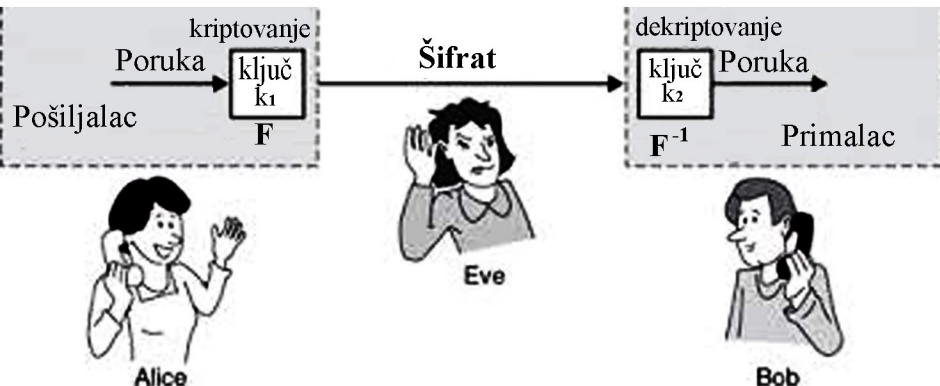 kriptovanje
Poruka
ključ
k1
F
Pošiljalac
Šifrat
dekriptovanje
ključ
k2
Poruka
F-1
Primalac
Alice
Eve
Bob